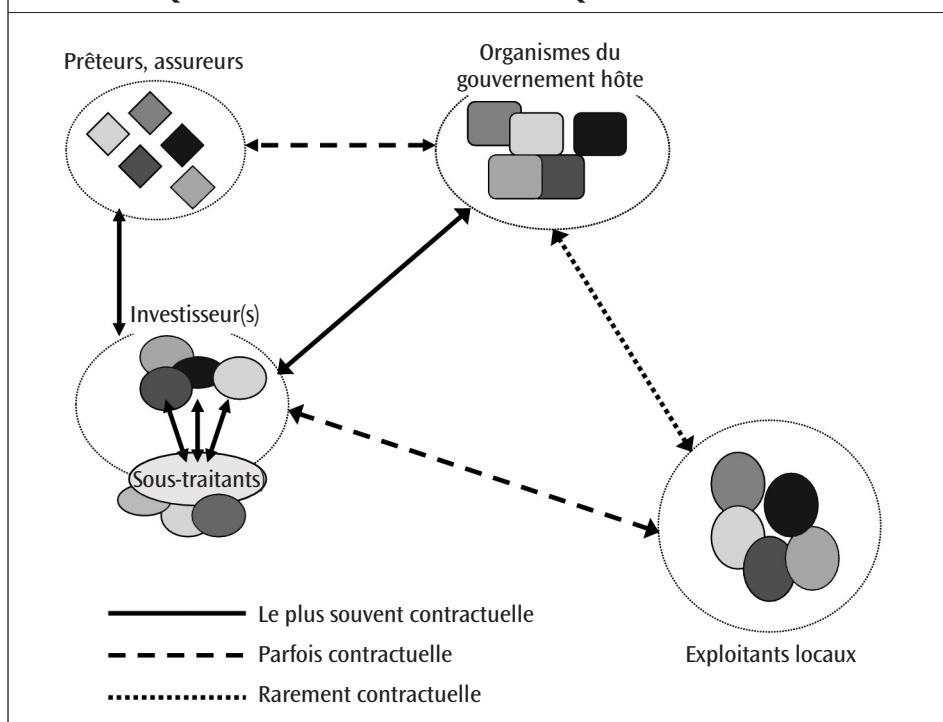 Prêteurs, assureurs
Organismes du
gouvernement hôte
Investisseur(s)
Sous-traitants
Le plus souvent contractuelle
Parfois contractuelle
Rarement contractuelle
Exploitants locaux